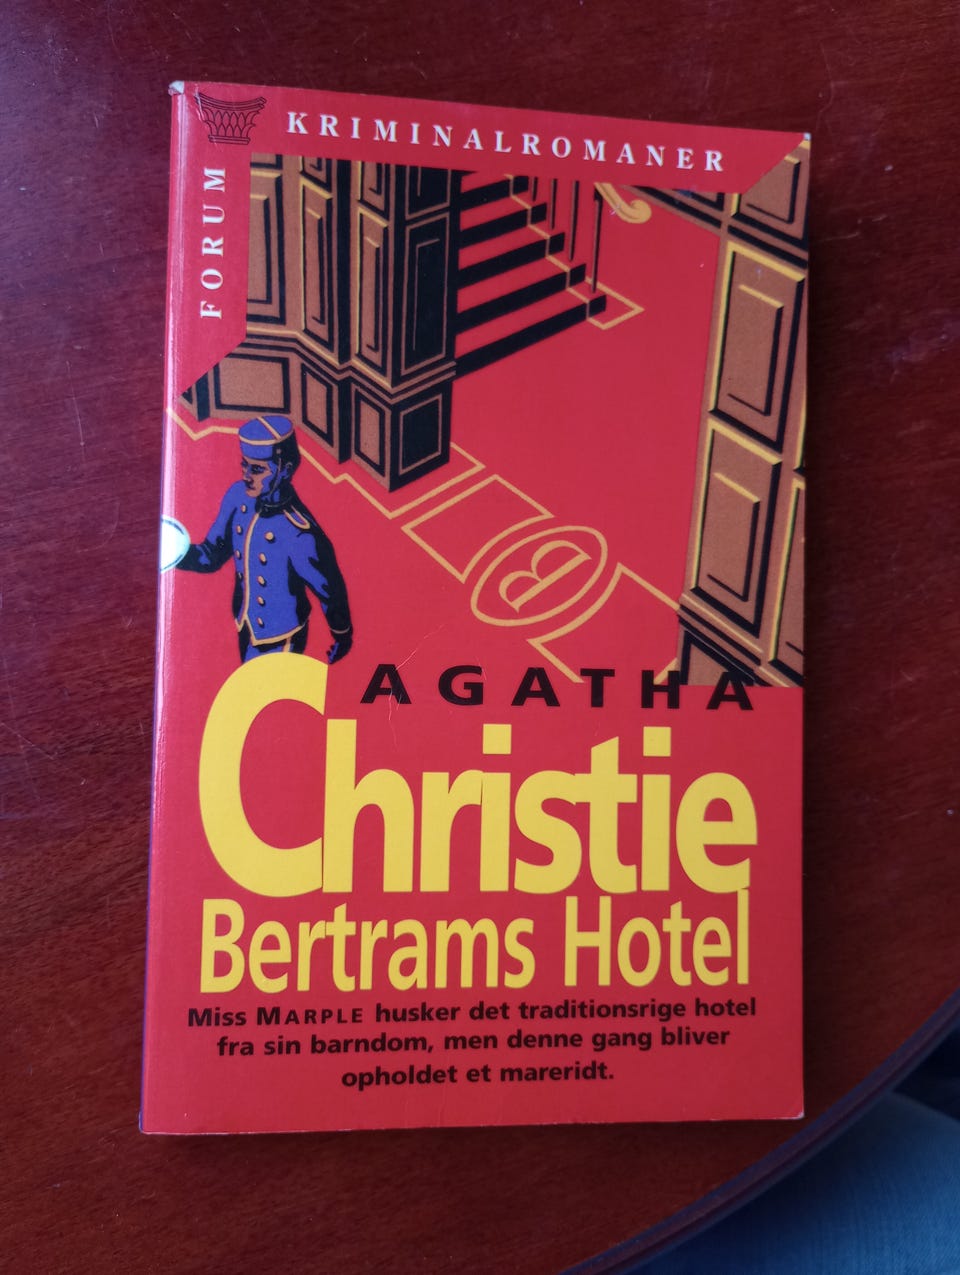 KRIMINALROMANER
FORUM
B
AGATHA
Christie
Bertrams Hotel
Miss MARPLE husker det traditionsrige hotel
fra sin barndom, men denne gang bliver
opholdet et mareridt.